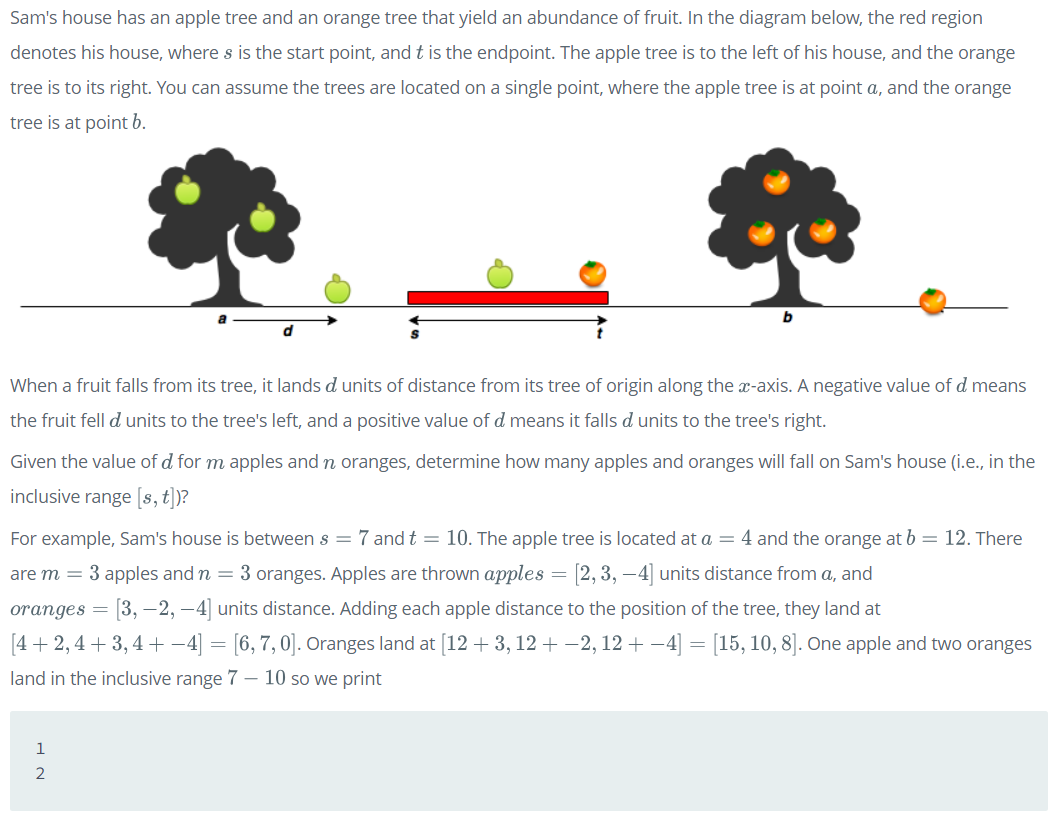 Sam's house has an apple tree and an orange tree that yield an abundance of fruit. In the diagram below, the red region
denotes his house, where s is the start point, and t is the endpoint. The apple tree is to the left of his house, and the orange
tree is to its right. You can assume the trees are located on a single point, where the apple tree is at point a, and the orange
tree is at point b.
a
d
s
t
b
When a fruit falls from its tree, it lands d units of distance from its tree of origin along the x-axis. A negative value of d means
the fruit fell d units to the tree's left, and a positive value of d means it falls d units to the tree's right.
Given the value of d for m apples and n oranges, determine how many apples and oranges will fall on Sam's house (i.e., in the
inclusive range [s, t])?
For example, Sam's house is between s = 7 and t = 10. The apple tree is located at a = 4 and the orange at b = 12. There
are m = 3 apples and n = 3 oranges. Apples are thrown apples = [2, 3, −4] units distance from a, and
oranges = [3, −2, −4] units distance. Adding each apple distance to the position of the tree, they land at
[4 + 2, 4 + 3, 4 + −4] = [6, 7, 0]. Oranges land at [12 + 3, 12 + −2, 12 + −4] = [15, 10, 8]. One apple and two oranges
land in the inclusive range 7 − 10 so we print
1
2